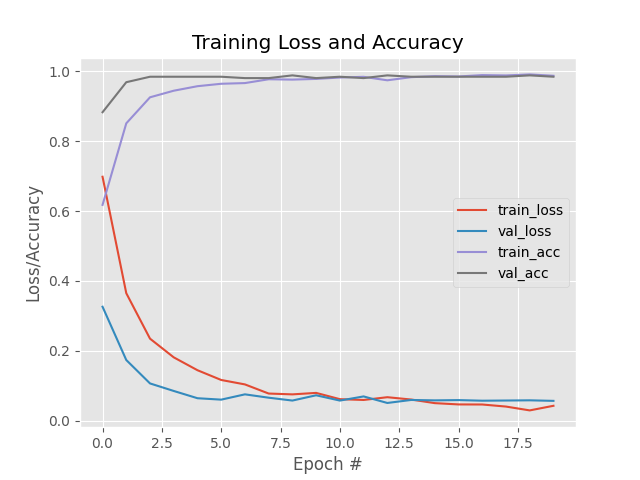 Training Loss and Accuracy
Loss/Accuracy
1.0
0.8
0.6
0.4
0.2
0.0
train_loss
val_loss
train_acc
val_acc
0.0 2.5 5.0 7.5 10.0 12.5 15.0 17.5
Epoch #